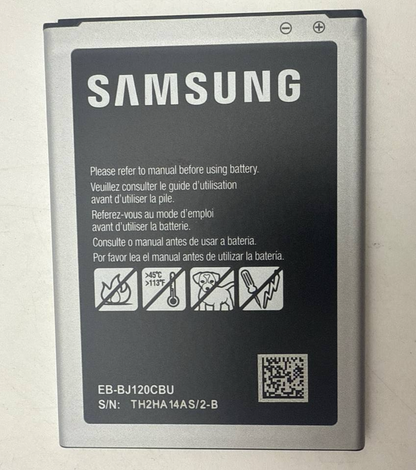 ⊖ ⊕
SAMSUNG
Please refer to manual before using battery.
Veuillez consulter le guide d'utilisation
avant d'utiliser la pile.
Referez-vous au mode d'emploi
avant d'utiliser la batterie.
Consulte o manual antes de usar a bateria.
Por favor lea el manual antes de utilizar la batería.
>45°C
>113°F
EB-BJ120CBU
S/N: TH2HA14AS/2-B